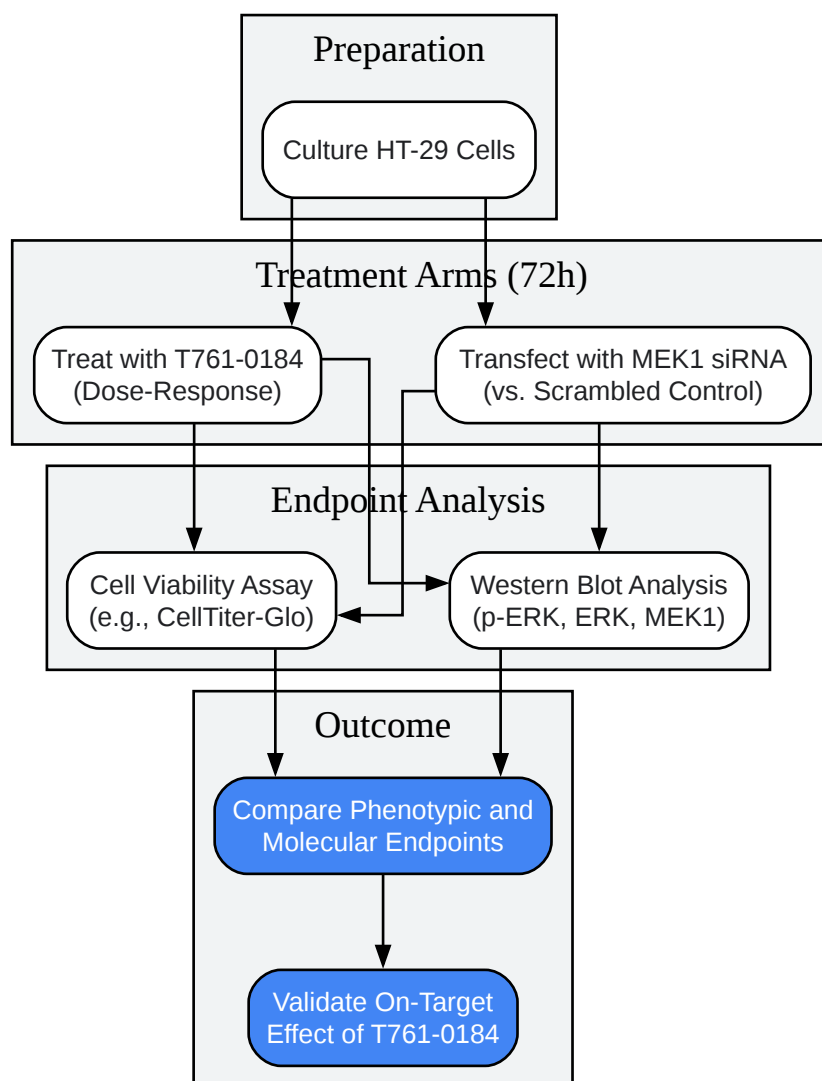 Preparation
Culture HT-29 Cells
Treatment Arms (72h)
Treat with T761-0184
(Dose-Response)
Transfect with MEK1 siRNA
(vs. Scrambled Control)
Endpoint Analysis
Cell Viability Assay
(e.g., CellTiter-Glo)
Western Blot Analysis
(p-ERK, ERK, MEK1)
Outcome
Compare Phenotypic and
Molecular Endpoints
Validate On-Target
Effect of T761-0184